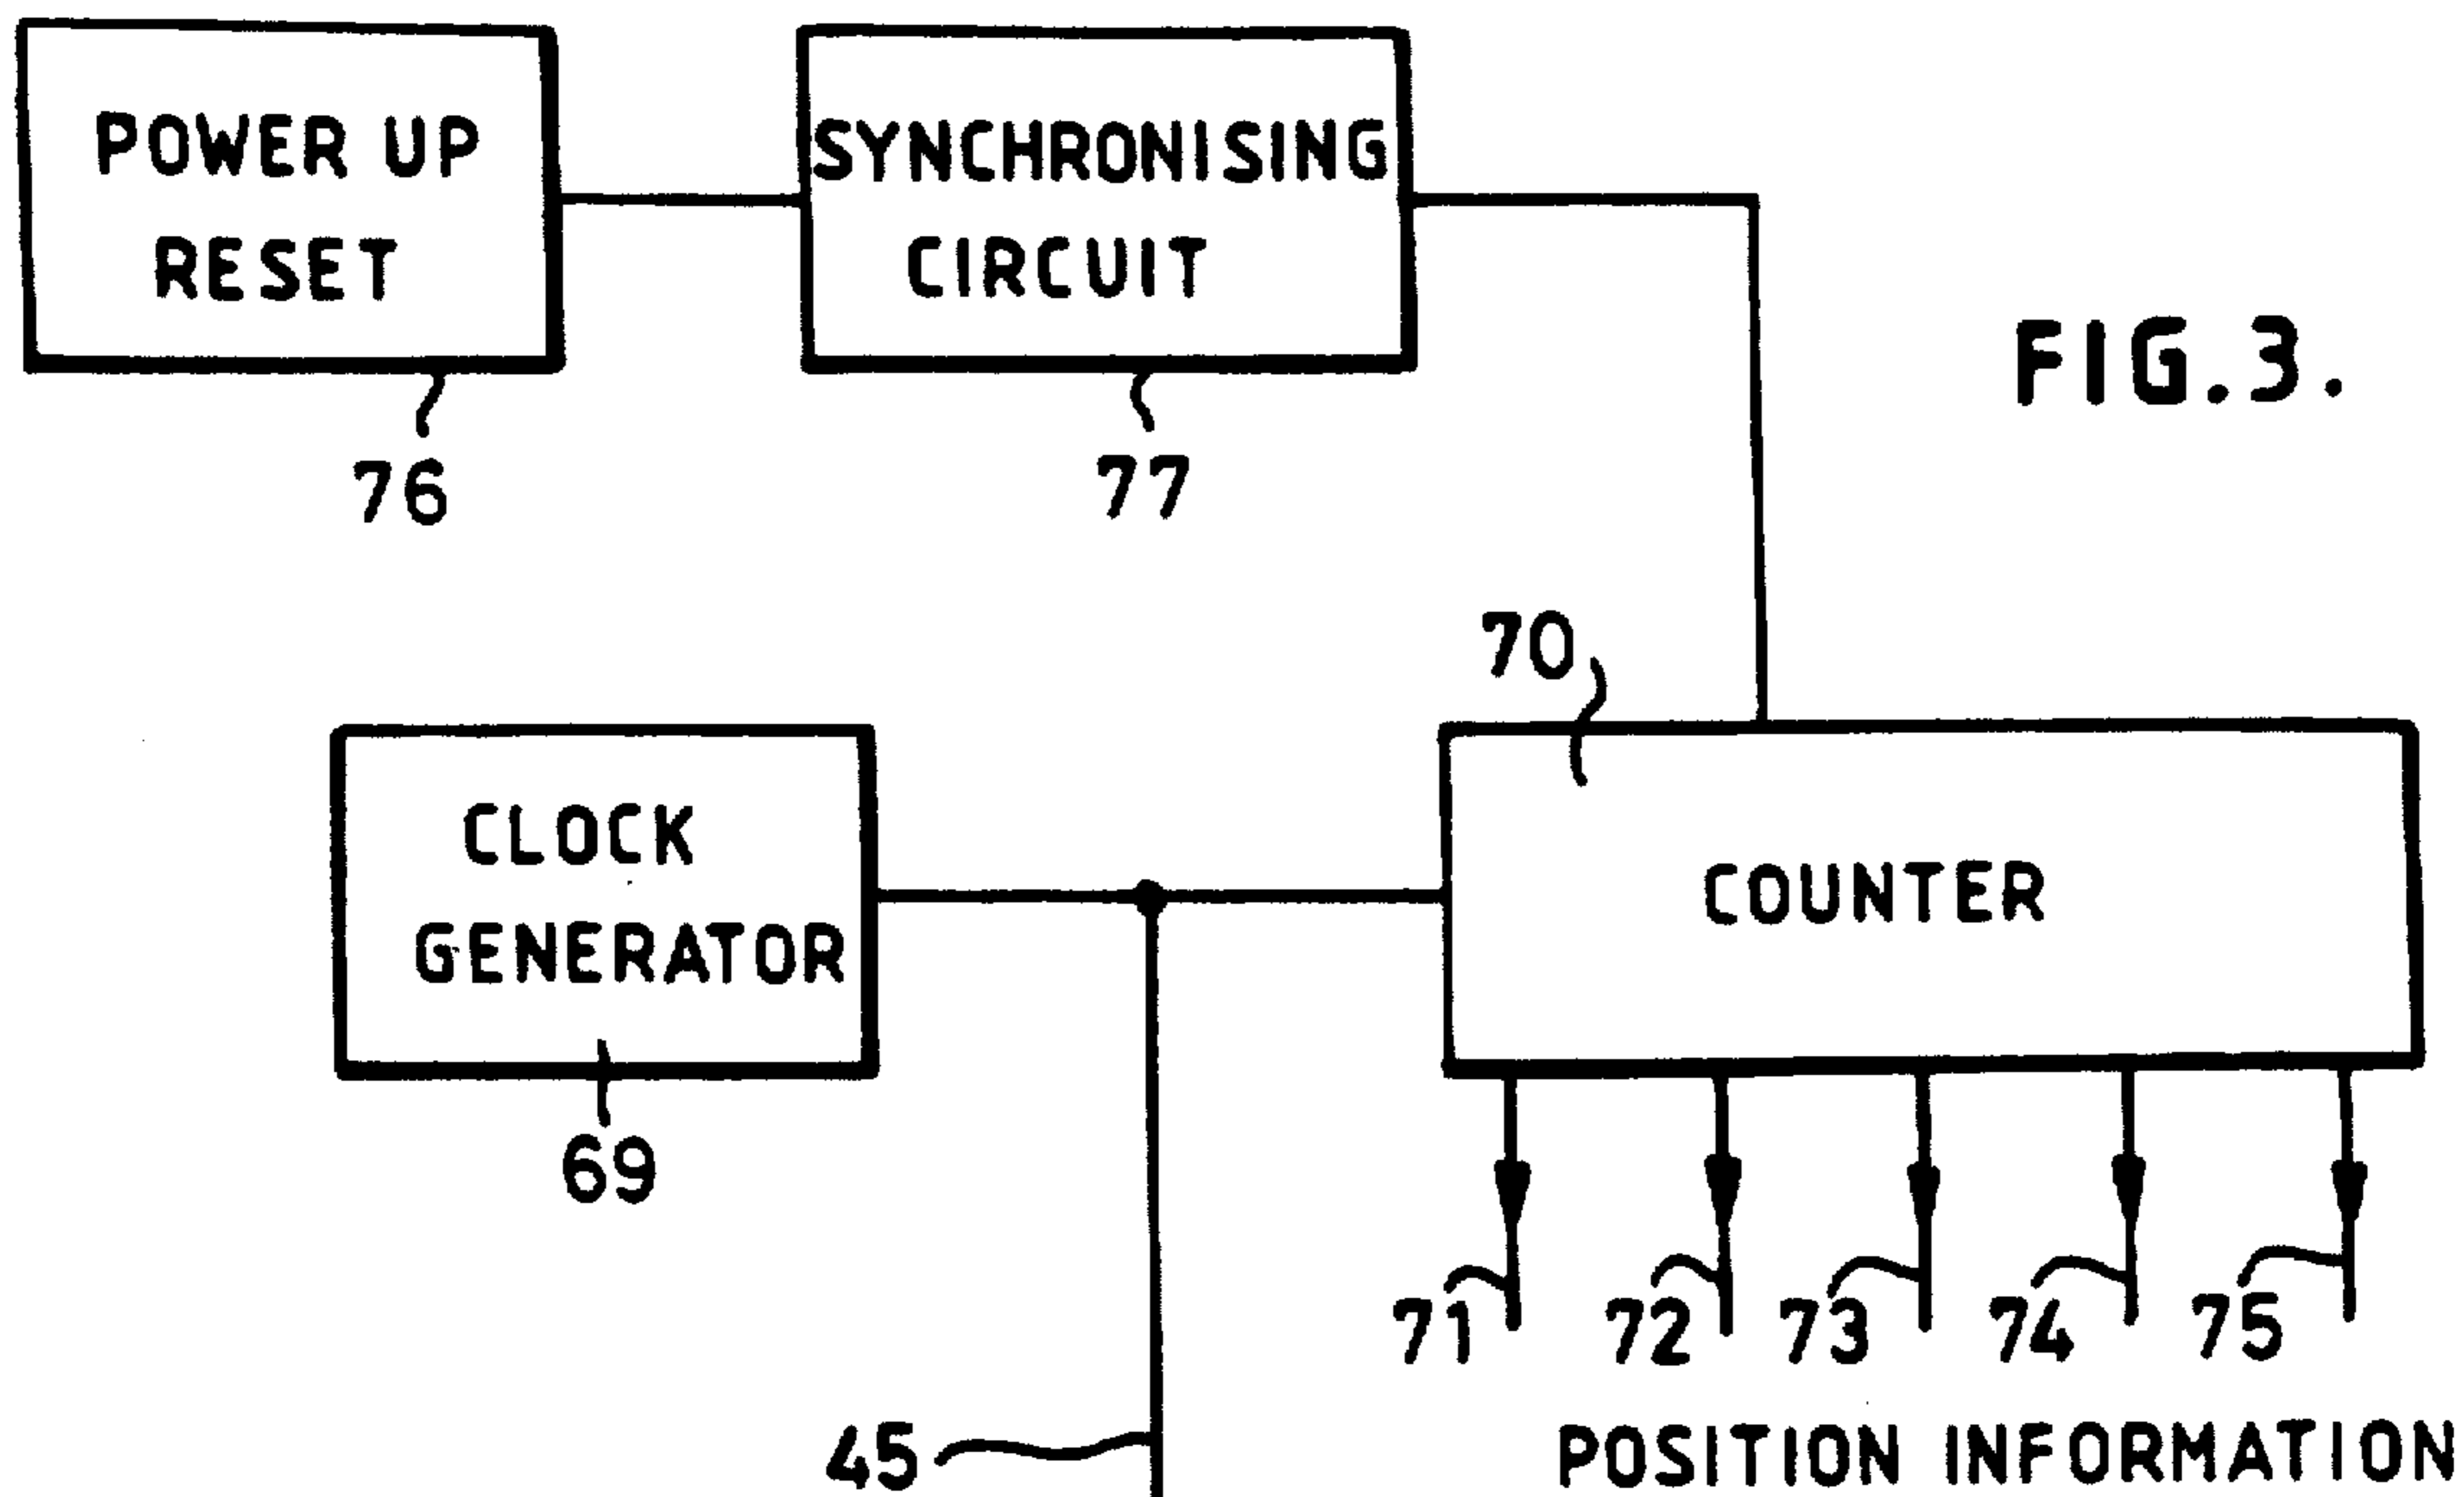 POWER UP
RESET
SYNCHRONISING
CIRCUIT
FIG.3.
76
77
70
CLOCK
GENERATOR
COUNTER
69
71
72
73
74
75
45
POSITION INFORMATION